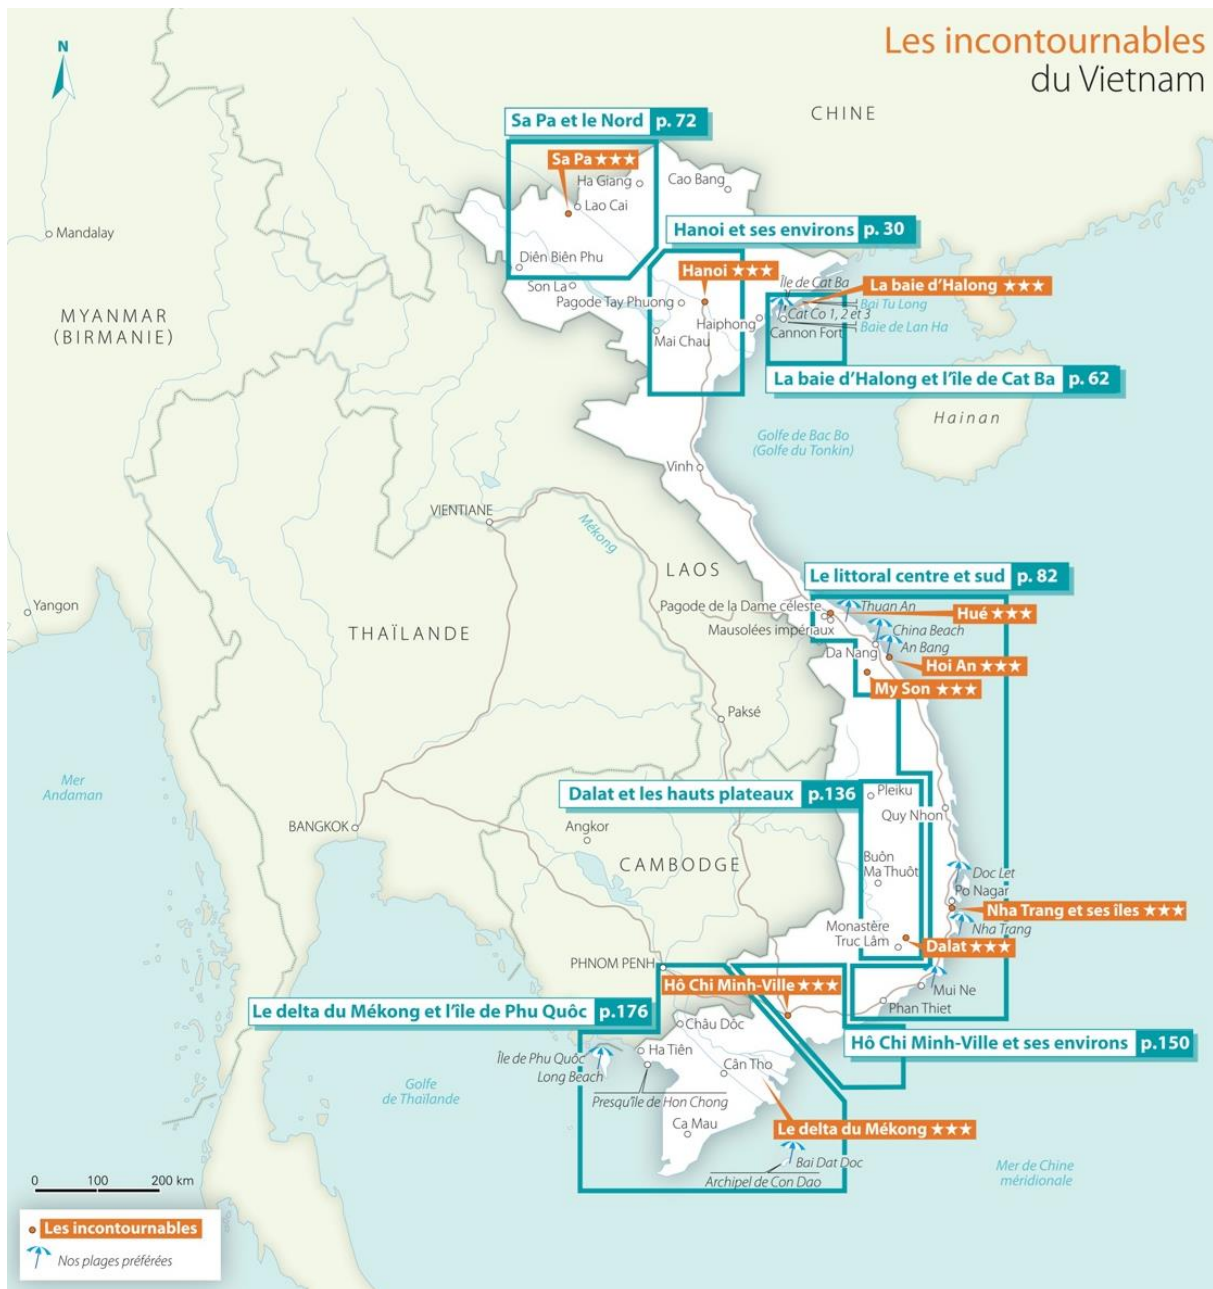 Les incontournables
du Vietnam
N
CHINE
Sa Pa et le Nord p. 72
Sa Pa ★★★
Ha Giang
Cao Bang
Lao Cai
Mandalay
Hanoi et ses environs p. 30
Diên Biên Phu
Hanoi ★★★
Île de Cat Ba
La baie d'Halong ★★★
Son La
Pagode Tay Phuong
Bai Tu Long
MYANMAR
(BIRMANIE)
Haiphong
Cat Co 1, 2 et 3
Baie de Lan Ha
Mai Chau
Cannon Fort
La baie d'Halong et l'île de Cat Ba p. 62
Hainan
Golfe de Bac Bo
(Golfe du Tonkin)
Vinh
VIENTIANE
Mékong
LAOS
Le littoral centre et sud p. 82
Yangon
Pagode de la Dame céleste
Thuan An
Hué ★★★
THAÏLANDE
Mausolées impériaux
China Beach
Da Nang
An Bang
Hoi An ★★★
My Son ★★★
Paksé
Mer
Andaman
Dalat et les hauts plateaux p.136
Pleiku
Quy Nhon
BANGKOK
Angkor
CAMBODGE
Buôn
Ma Thuôt
Doc Let
Po Nagar
Nha Trang et ses îles ★★★
Nha Trang
Monastère
Truc Lâm
Dalat ★★★
PHNOM PENH
Hô Chi Minh-Ville ★★★
Mui Ne
Phan Thiet
Le delta du Mékong et l'île de Phu Quôc p.176
Châu Dôc
Hô Chi Minh-Ville et ses environs p.150
Île de Phu Quôc
Long Beach
Ha Tiên
Cân Tho
Golfe
de Thaïlande
Presqu'île de Hon Chong
Ca Mau
Le delta du Mékong ★★★
Bai Dat Doc
Archipel de Con Dao
Mer de Chine
méridionale
0 100 200 km
Les incontournables
Nos plages préférées